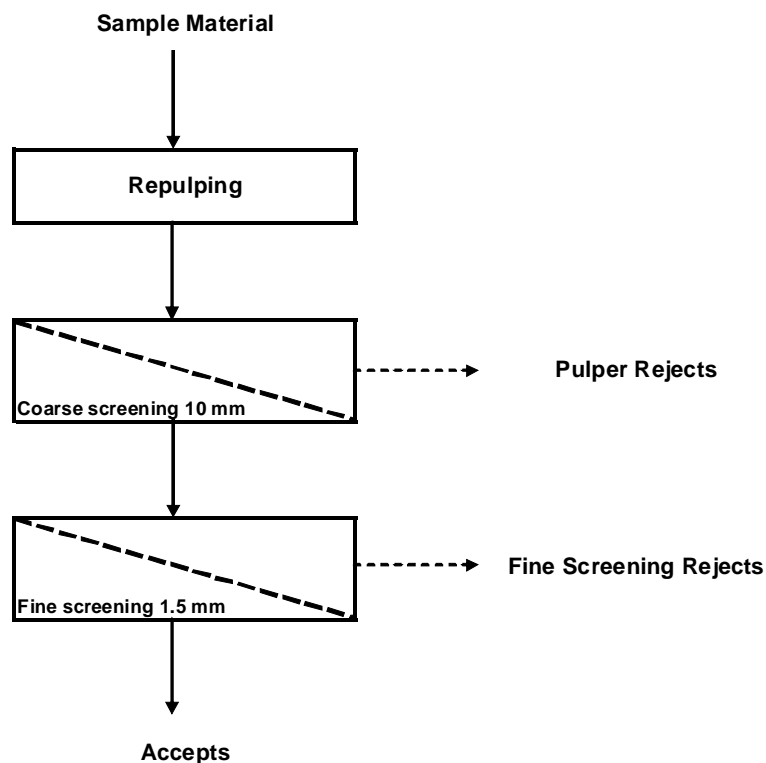 Sample Material
Repulping
Coarse screening 10 mm
Pulper Rejects
Fine screening 1.5 mm
Fine Screening Rejects
Accepts